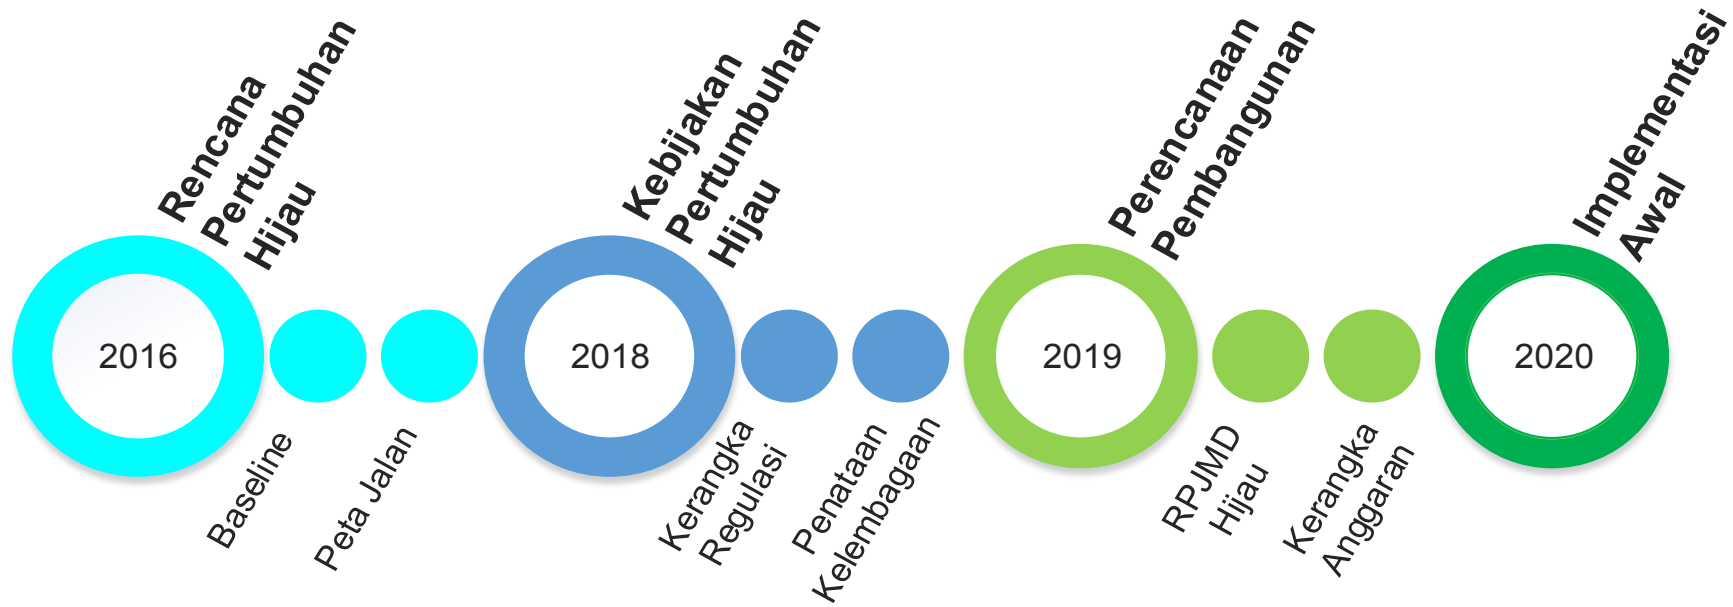 Rencana
Pertumbuhan
Hijau
2016
Baseline
Peta Jalan
Kebijakan
Pertumbuhan
Hijau
2018
Kerangka
Regulasi
Penataan
Kelembagaan
Perencanaan
Pembangunan
2019
RPJMD
Hijau
Kerangka
Anggaran
Implementasi
Awal
2020